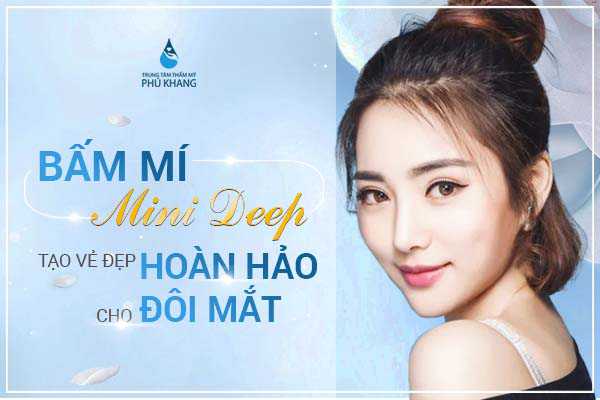 TRUNG TÂM THẨM MỸ
PHÚ KHANG
BẤM MÍ
Mini Deep
TẠO VẺ ĐẸP HOÀN HẢO
CHO ĐÔI MẮT